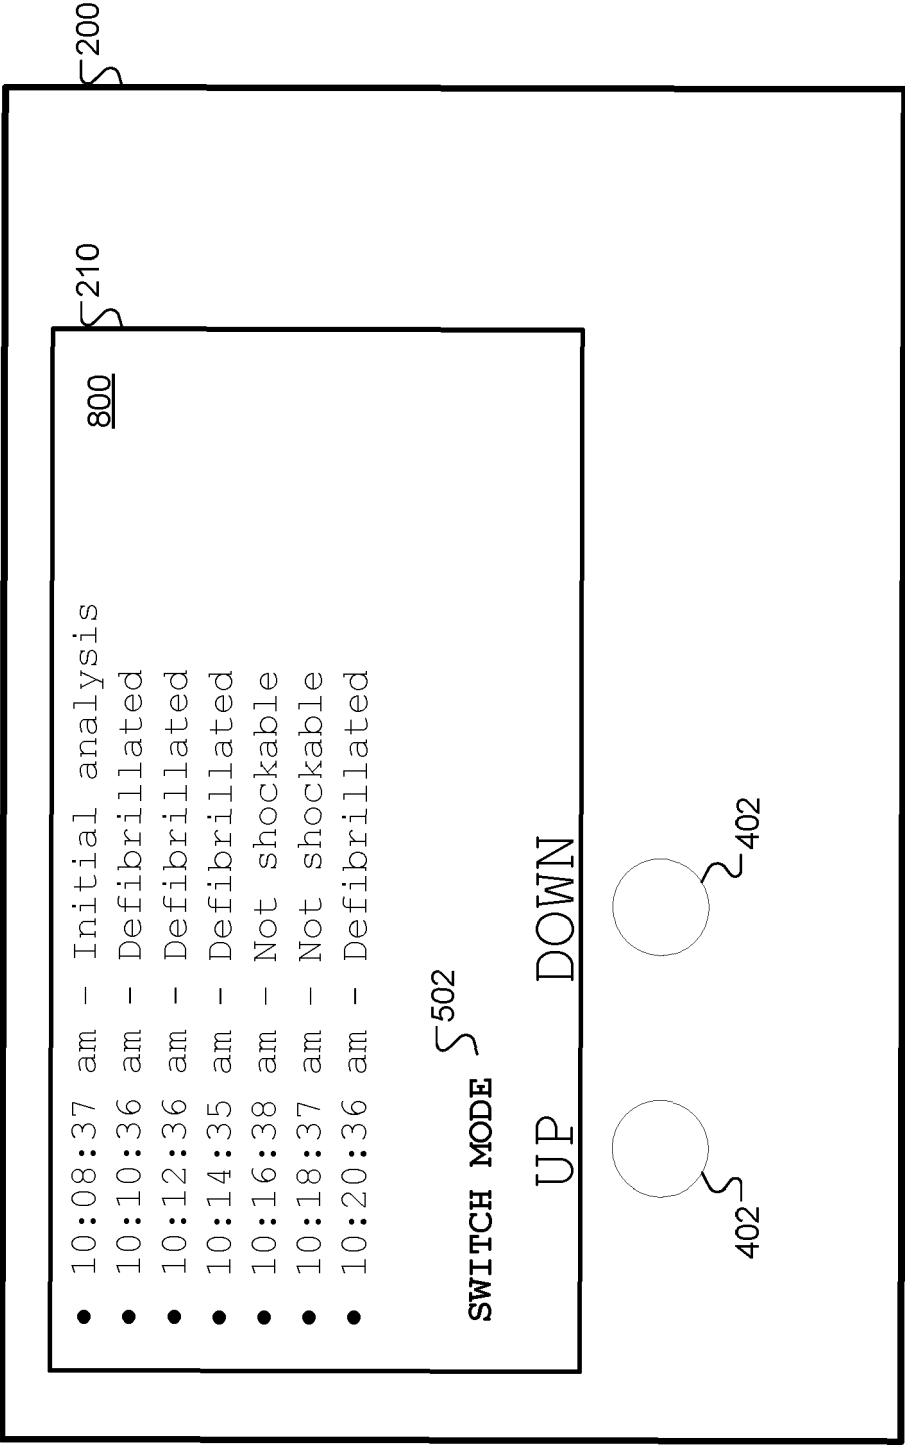 200
210
800
• 10:08:37 am - Initial analysis
• 10:10:36 am - Defibrillated
• 10:12:36 am - Defibrillated
• 10:14:35 am - Defibrillated
• 10:16:38 am - Not shockable
• 10:18:37 am - Not shockable
• 10:20:36 am - Defibrillated
SWITCH MODE 502
UP DOWN
402 402